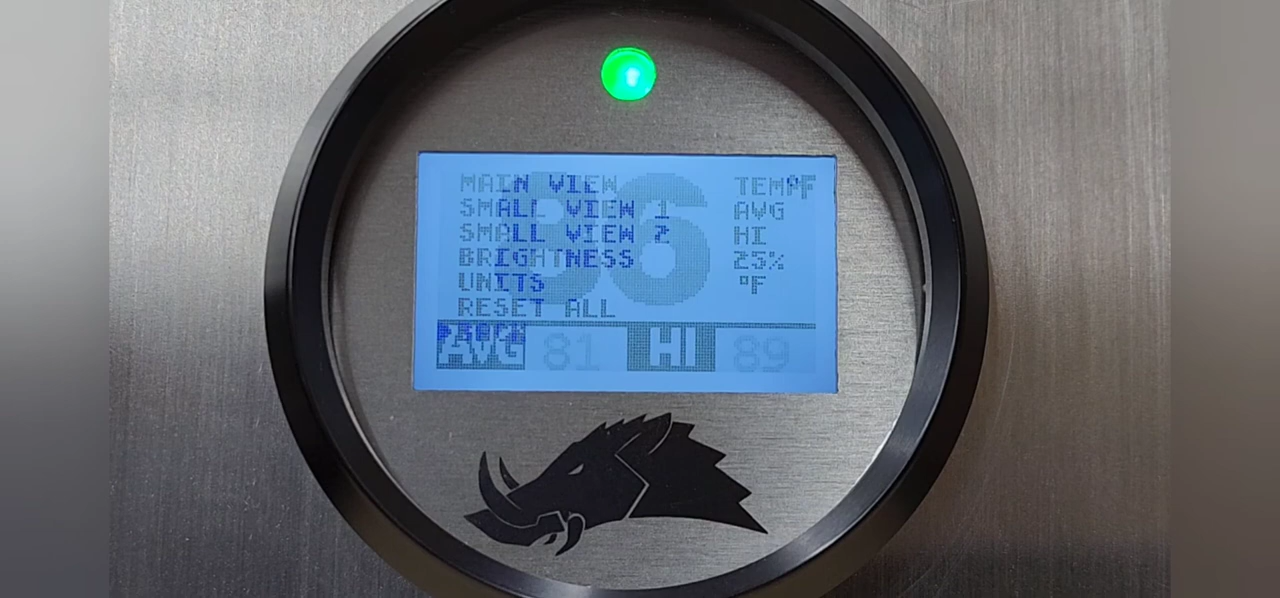 MAIN VIEW TEMP
SMALL VIEW 1 AVG
SMALL VIEW 2 HI
BRIGHTNESS 25%
UNITS °F
RESET ALL
AVG 81 HI 89